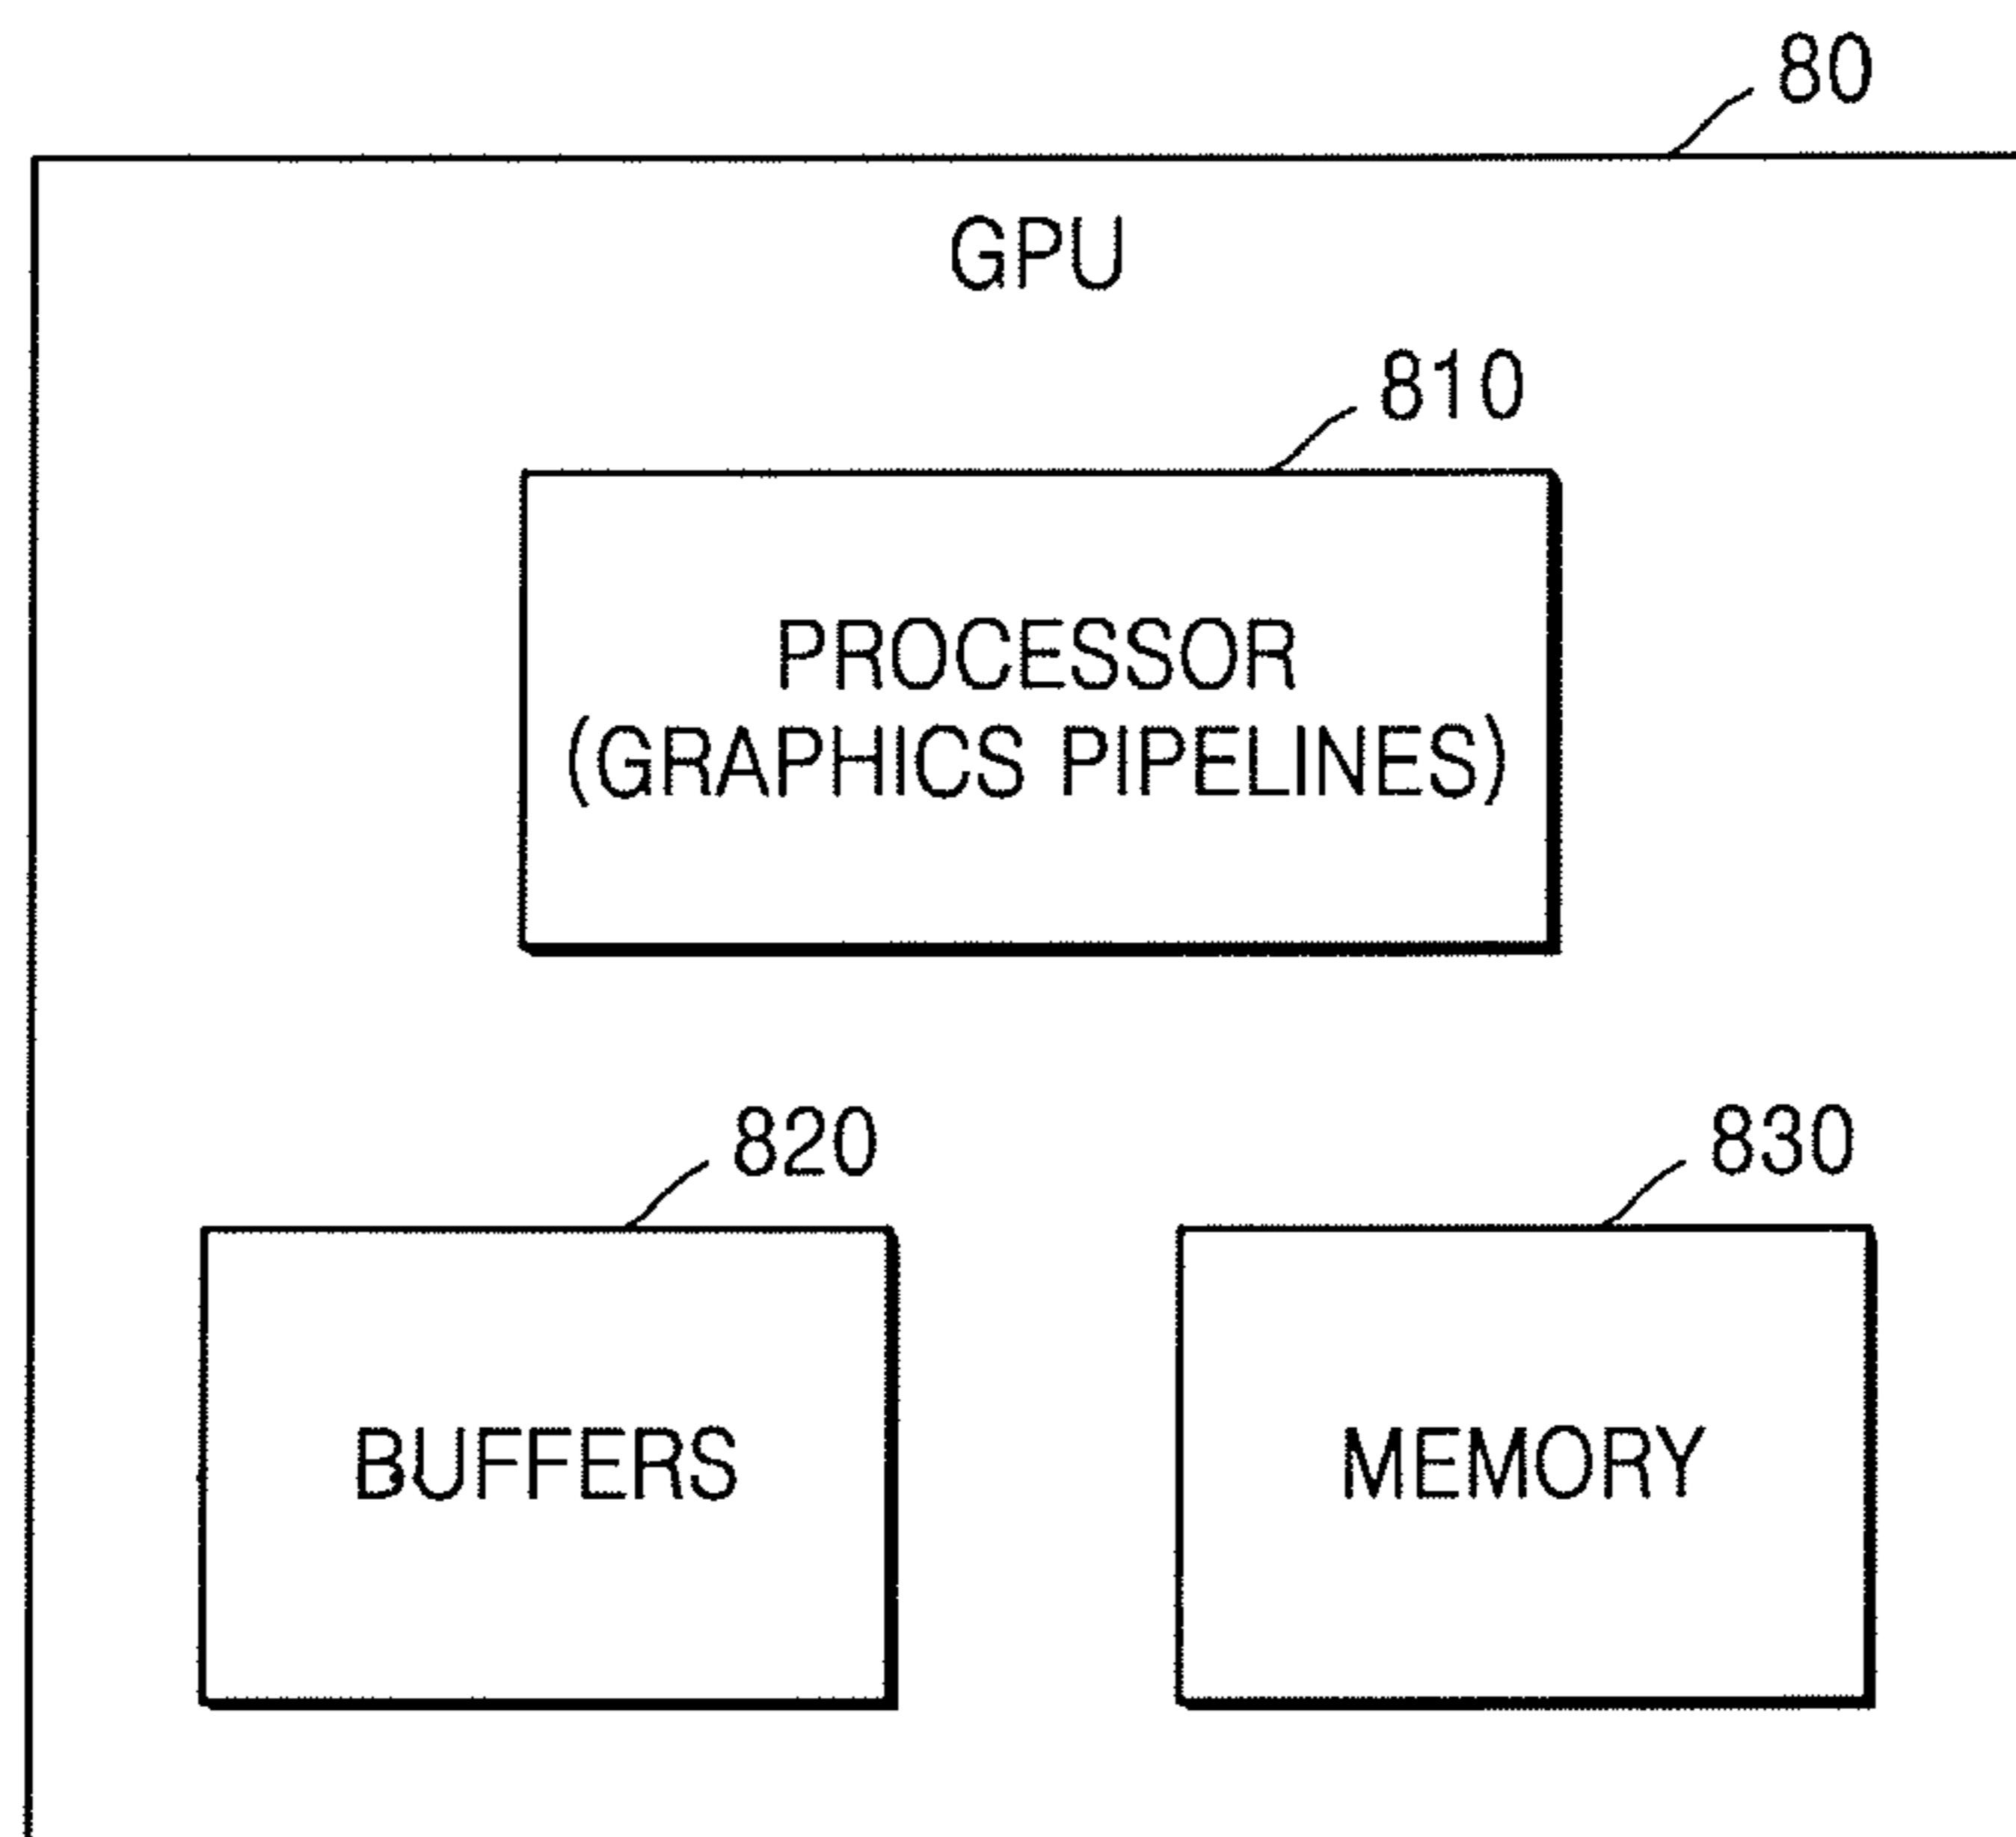 80
GPU
810
PROCESSOR
(GRAPHICS PIPELINES)
820
830
BUFFERS
MEMORY